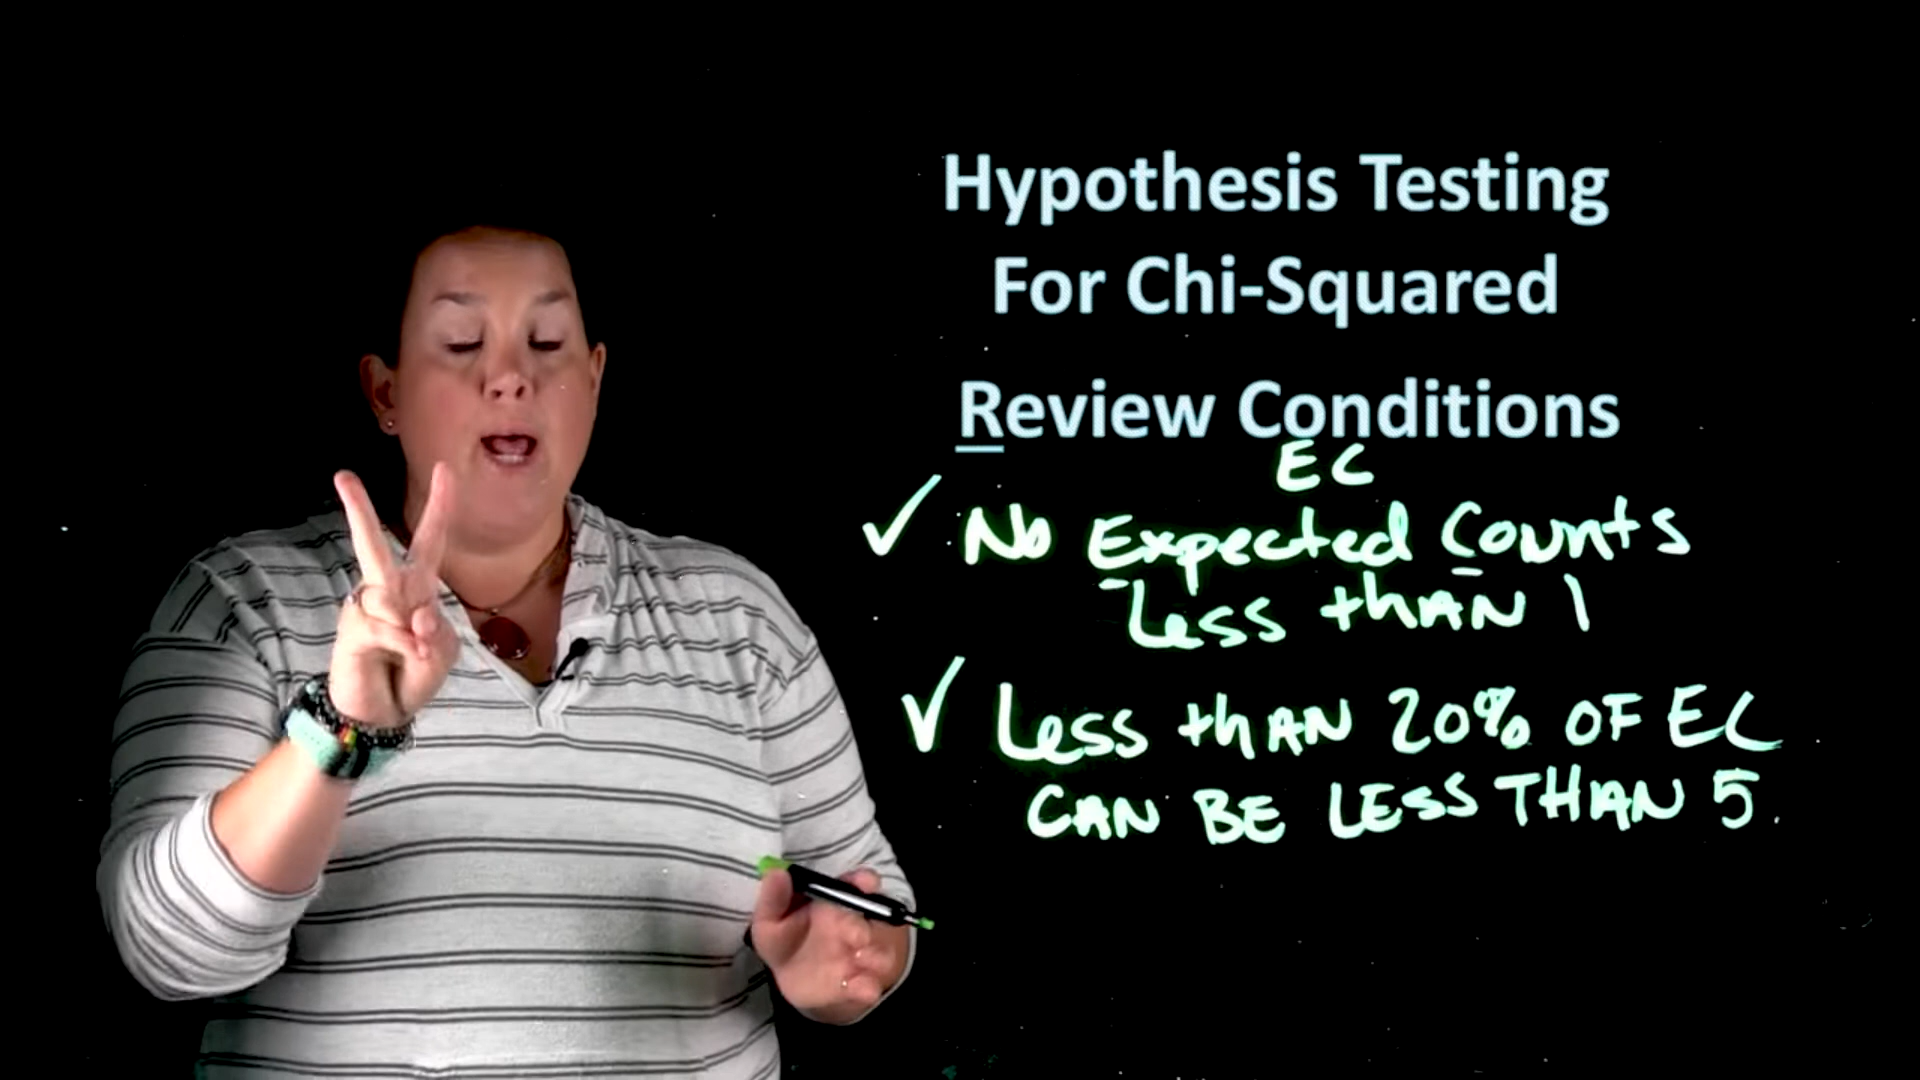 Hypothesis Testing
For Chi-Squared
Review Conditions
EC
✓ No Expected Counts
Less than 1
✓ Less than 20% OF EC
CAN BE LESS THAN 5.